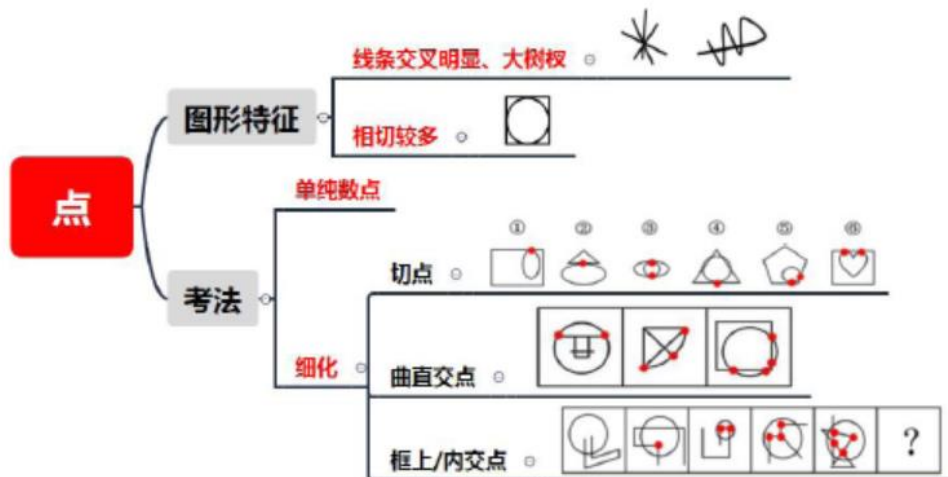 线条交叉明显、大树杈
图形特征
相切较多
点
单纯数点
① ② ③ ④ ⑤ ⑥
切点
考法
细化
曲直交点
框上/内交点
?